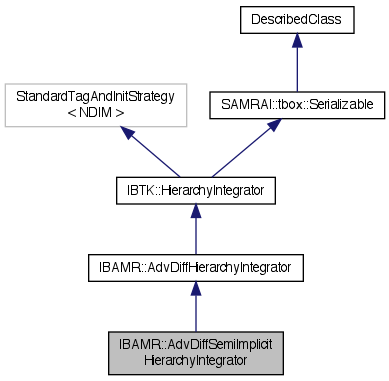 DescribedClass
StandardTagAndInitStrategy
< NDIM >
SAMRAI::tbox::Serializable
IBTK::HierarchyIntegrator
IBAMR::AdvDiffHierarchyIntegrator
IBAMR::AdvDiffSemiImplicit
HierarchyIntegrator